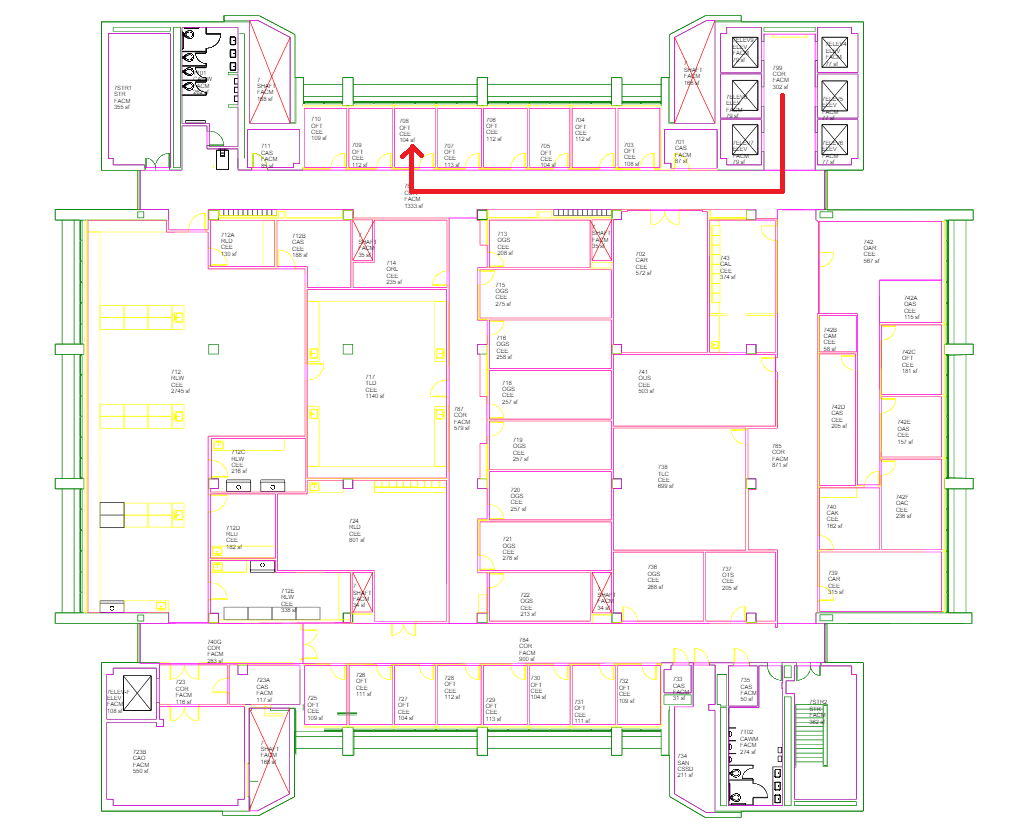 7STR1
STR
FACM
355 sf
7
SHAFT
FACM
168 sf
711
CAS
FACM
710
OFT
CEE
109 sf
709
OFT
CEE
112 sf
708
OFT
CEE
104 sf
707
OFT
CEE
113 sf
706
OFT
CEE
112 sf
705
OFT
CEE
104 sf
704
OFT
CEE
112 sf
703
OFT
CEE
108 sf
701
CAS
FACM
87 sf
7
SHAFT
FACM
168 sf
ELEV
FACM
79 sf
ELEV
FACM
79 sf
7ELEV7
ELEV
FACM
79 sf
799
COR
FACM
302 sf
ELEV
FACM
77 sf
ELEV
FACM
77 sf
ELEV
FACM
77 sf
FACM
1333 sf
712A
RLD
CEE
130 sf
712B
CAS
CEE
188 sf
7
SHAFT
FACM
35 sf
714
ORL
CEE
235 sf
713
OGS
CEE
208 sf
7
SHAFT
FACM
35 sf
702
CAR
CEE
572 sf
743
CAL
CEE
374 sf
742
OAR
CEE
567 sf
715
OGS
CEE
275 sf
742A
OAS
CEE
115 sf
716
OGS
CEE
258 sf
742B
CAM
CEE
58 sf
742C
OFT
CEE
181 sf
712
RLW
CEE
2745 sf
717
TLD
CEE
1140 sf
718
OGS
CEE
257 sf
741
OUS
CEE
503 sf
787
COR
FACM
579 sf
742D
CAS
CEE
205 sf
742E
OAS
CEE
157 sf
719
OGS
CEE
257 sf
712C
RLW
CEE
216 sf
738
TLC
CEE
699 sf
785
COR
FACM
871 sf
720
OGS
CEE
257 sf
742F
OAC
CEE
236 sf
740
CAK
CEE
162 sf
712D
RLD
CEE
182 sf
724
RLD
CEE
801 sf
721
OGS
CEE
278 sf
736
OGS
CEE
268 sf
737
OTS
CEE
205 sf
739
CAR
CEE
315 sf
712E
RLW
CEE
338 sf
7
SHAFT
FACM
34 sf
722
OGS
CEE
213 sf
7
SHAFT
FACM
34 sf
740G
COR
FACM
283 sf
784
COR
FACM
900 sf
7ELEV-F
ELEV
FACM
108 sf
723
COR
FACM
116 sf
723A
CAS
FACM
117 sf
725
OFT
CEE
109 sf
726
OFT
CEE
111 sf
727
OFT
CEE
104 sf
728
OFT
CEE
112 sf
729
OFT
CEE
113 sf
730
OFT
CEE
104 sf
731
OFT
CEE
111 sf
732
OFT
CEE
109 sf
733
CAS
FACM
31 sf
735
CAS
FACM
50 sf
7STR2
STR
FACM
382 sf
723B
CAO
FACM
550 sf
7
SHAFT
FACM
168 sf
734
SAN
CSSD
211 sf
7T02
CAWM
FACM
274 sf